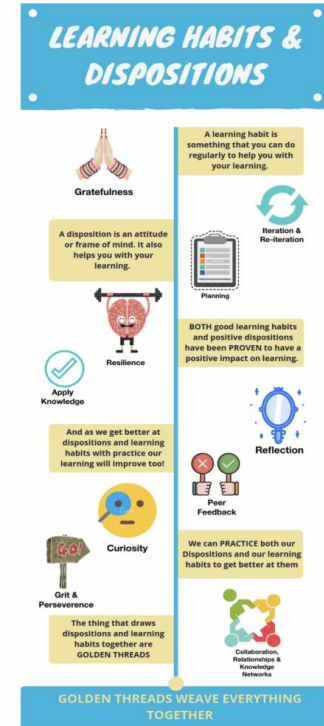 LEARNING HABITS &
DISPOSITIONS
A learning habit is
something that you can do
regularly to help you with
your learning.
Gratefulness
Iteration &
Re-iteration
A disposition is an attitude
or frame of mind. It also
helps you with your
learning.
Planning
BOTH good learning habits
and positive dispositions
have been PROVEN to have a
positive impact on learning.
Resilience
Apply
Knowledge
Reflection
And as we get better at
dispositions and learning
habits with practice our
learning will improve too!
Peer
Feedback
Curiosity
We can PRACTICE both our
Dispositions and our learning
habits to get better at them
GO!
Grit &
Perseverence
The thing that draws
dispositions and learning
habits together are
GOLDEN THREADS
Collaboration,
Relationships &
Knowledge
Networks
GOLDEN THREADS WEAVE EVERYTHING
TOGETHER